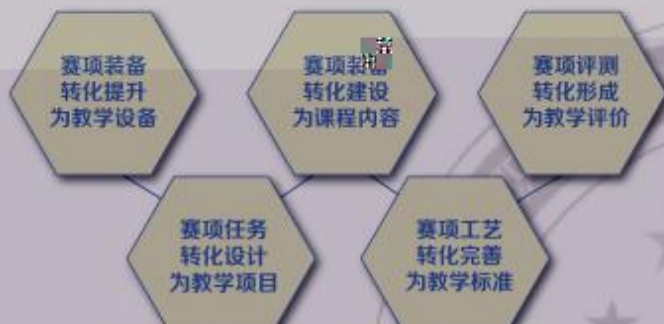 赛项装备
转化提升
为教学设备
赛项装
转化建设
为课程内容
赛项评测
转化形成
为教学评价
赛项任务
转化设计
为教学项目
赛项工艺
转化完善
为教学标准